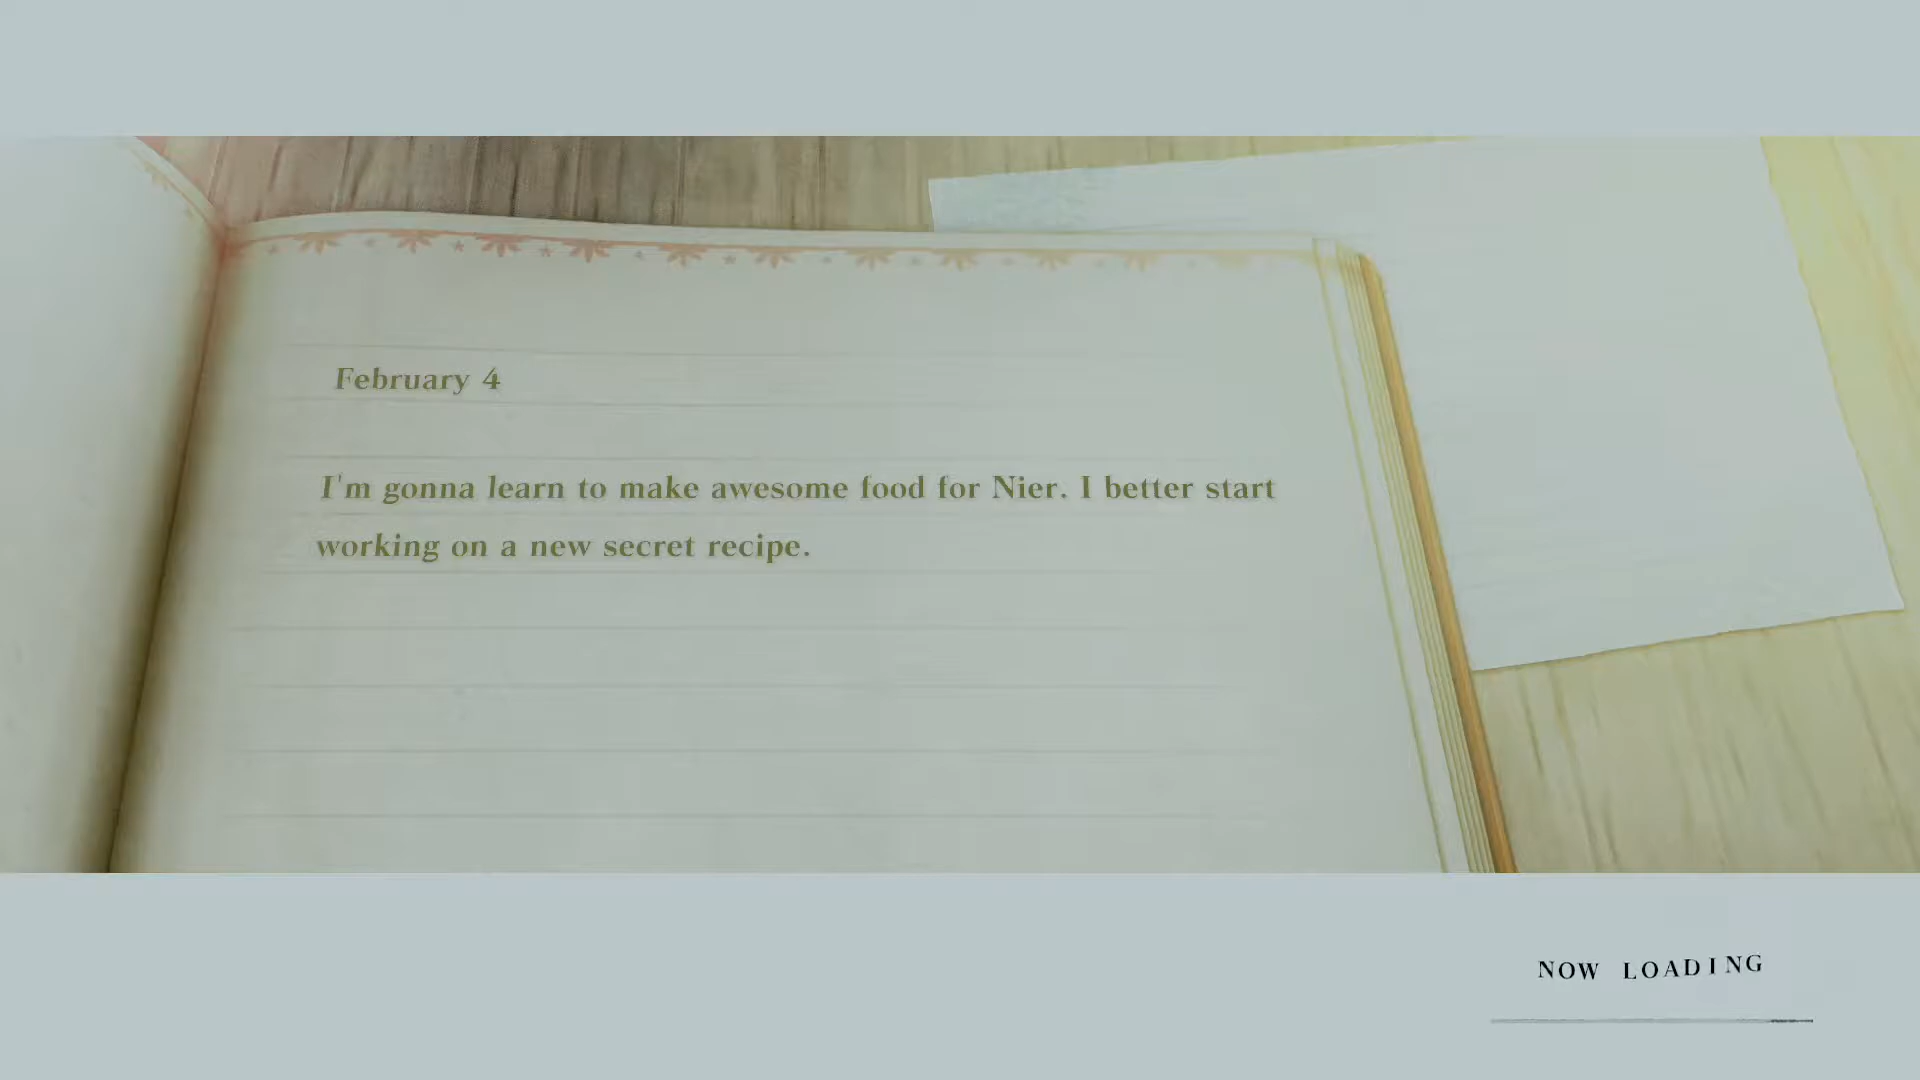 February 4
I'm gonna learn to make awesome food for Nier. I better start
working on a new secret recipe.
NOW LOADING